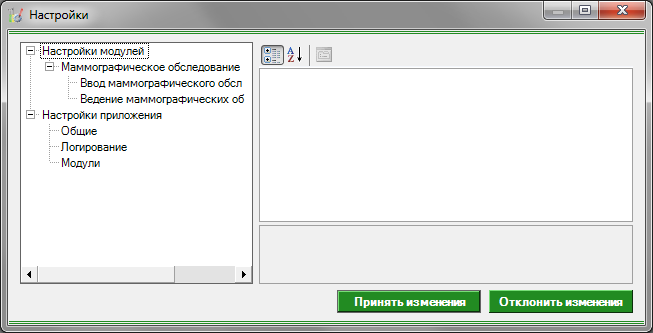 Настройки
Настройки модулей
Маммографическое обследование
Ввод маммографического обсл
Ведение маммографических об
Настройки приложения
Общие
Логирование
Модули
A
Z
Принять изменения
Отклонить изменения